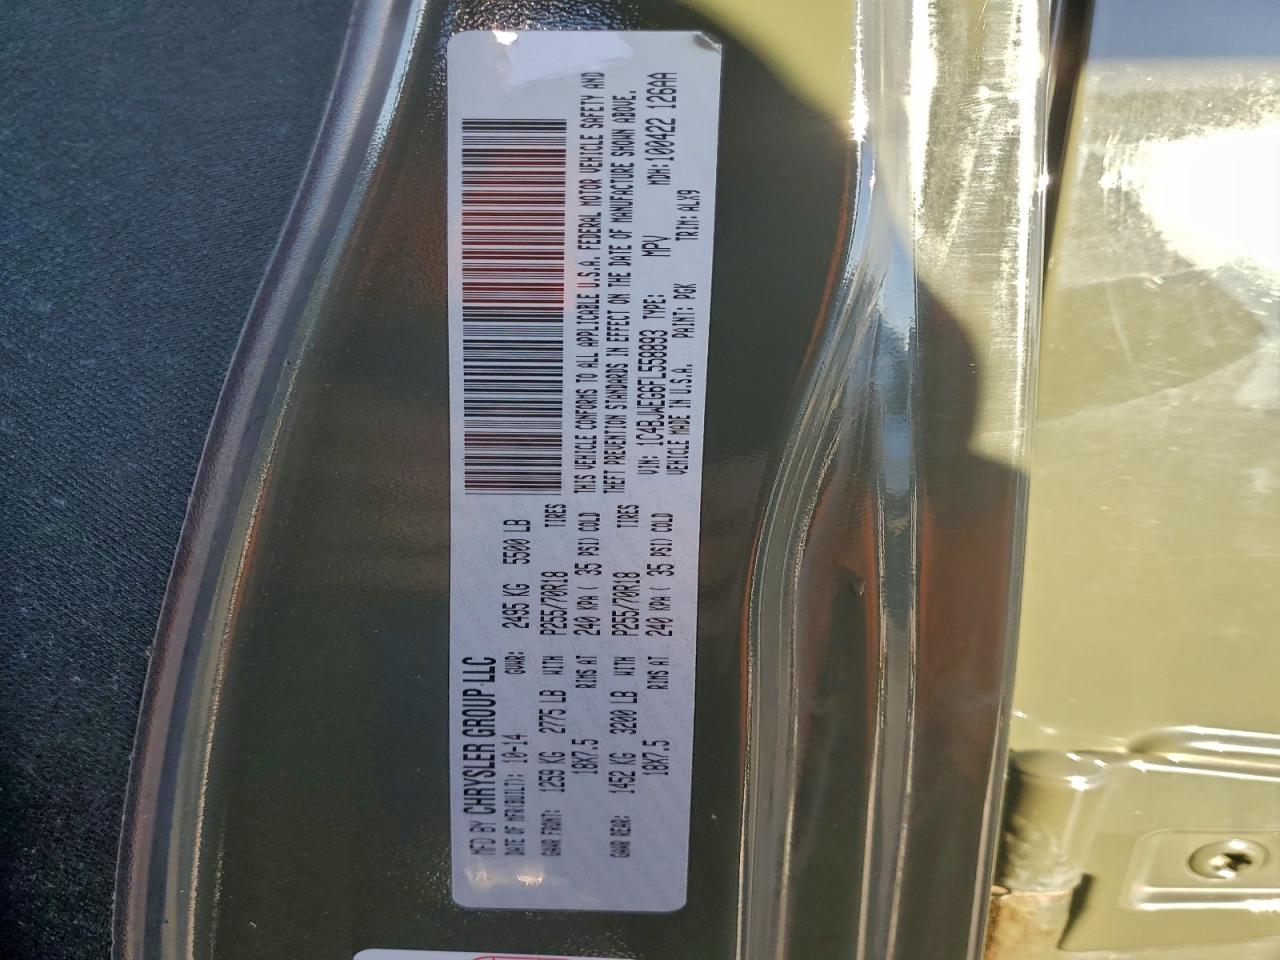 MFD BY CHRYSLER GROUP LLC
DATE OF MFR(BUILT): 10-14 GVWR: 2495 KG 5500 LB
GAWR FRONT: 1259 KG 2775 LB WITH P255/70R18 TIRES
18X7.5 RIMS AT 240 KPA ( 35 PSI) COLD
GAWR REAR: 1452 KG 3200 LB WITH P255/70R18 TIRES
18X7.5 RIMS AT 240 KPA ( 35 PSI) COLD
THIS VEHICLE CONFORMS TO ALL APPLICABLE U.S.A. FEDERAL MOTOR VEHICLE SAFETY AND
THEFT PREVENTION STANDARDS IN EFFECT ON THE DATE OF MANUFACTURE SHOWN ABOVE.
VIN: 1C4BJWEG6FL558893 TYPE: MPV MDH:100422 126AA
VEHICLE MADE IN U.S.A. PAINT: PGK TRIM: ALX9